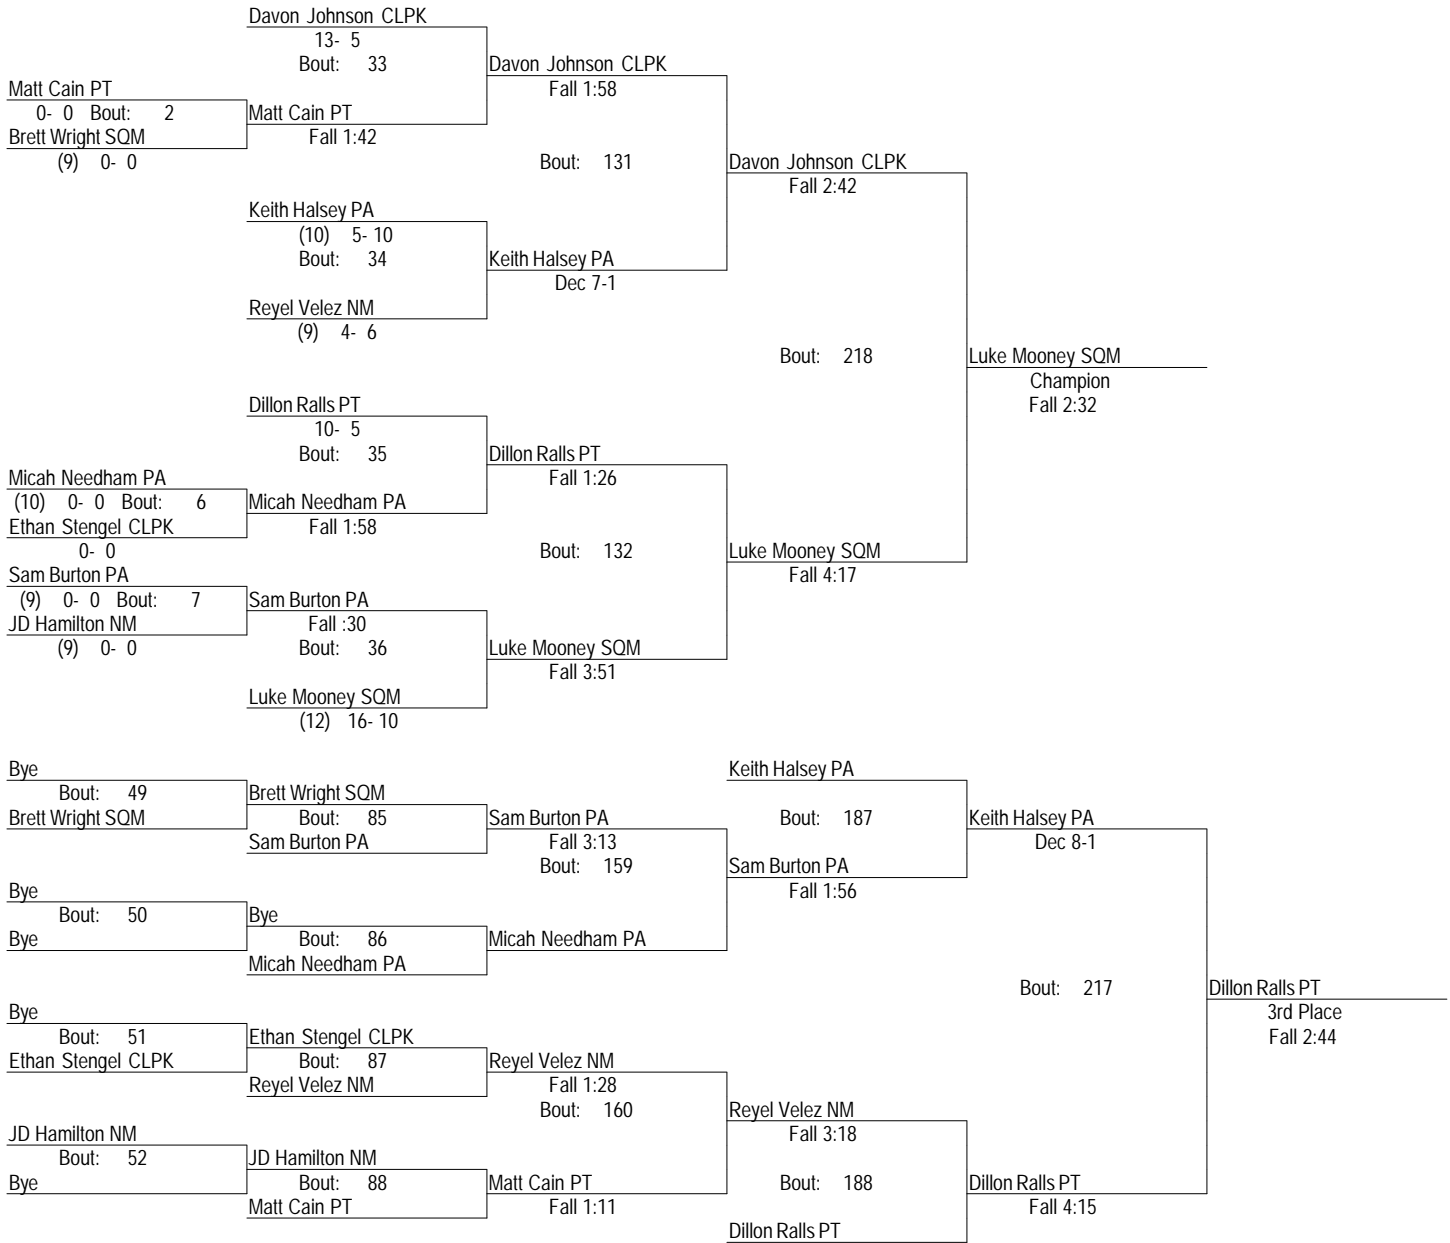 Davon Johnson CLPK
13- 5
Bout: 33
Davon Johnson CLPK
Fall 1:58
Matt Cain PT
0- 0 Bout: 2
Matt Cain PT
Fall 1:42
Brett Wright SQM
(9) 0- 0
Bout: 131
Davon Johnson CLPK
Fall 2:42
Keith Halsey PA
(10) 5- 10
Bout: 34
Keith Halsey PA
Dec 7-1
Reyel Velez NM
(9) 4- 6
Bout: 218
Luke Mooney SQM
Champion
Fall 2:32
Dillon Ralls PT
10- 5
Bout: 35
Dillon Ralls PT
Fall 1:26
Micah Needham PA
(10) 0- 0 Bout: 6
Micah Needham PA
Fall 1:58
Ethan Stengel CLPK
0- 0
Bout: 132
Luke Mooney SQM
Fall 4:17
Sam Burton PA
(9) 0- 0 Bout: 7
Sam Burton PA
Fall :30
JD Hamilton NM
(9) 0- 0
Bout: 36
Luke Mooney SQM
Fall 3:51
Luke Mooney SQM
(12) 16- 10
Bye
Bout: 49
Brett Wright SQM
Brett Wright SQM
Bout: 85
Sam Burton PA
Sam Burton PA
Fall 3:13
Bout: 159
Keith Halsey PA
Bout: 187
Keith Halsey PA
Dec 8-1
Sam Burton PA
Fall 1:56
Bye
Bout: 50
Bye
Bye
Bout: 86
Micah Needham PA
Micah Needham PA
Bout: 217
Dillon Ralls PT
3rd Place
Fall 2:44
Bye
Bout: 51
Ethan Stengel CLPK
Ethan Stengel CLPK
Bout: 87
Reyel Velez NM
Reyel Velez NM
Fall 1:28
Bout: 160
Reyel Velez NM
Fall 3:18
JD Hamilton NM
Bout: 52
Bye
JD Hamilton NM
Bout: 88
Matt Cain PT
Matt Cain PT
Fall 1:11
Bout: 188
Dillon Ralls PT
Fall 4:15
Dillon Ralls PT